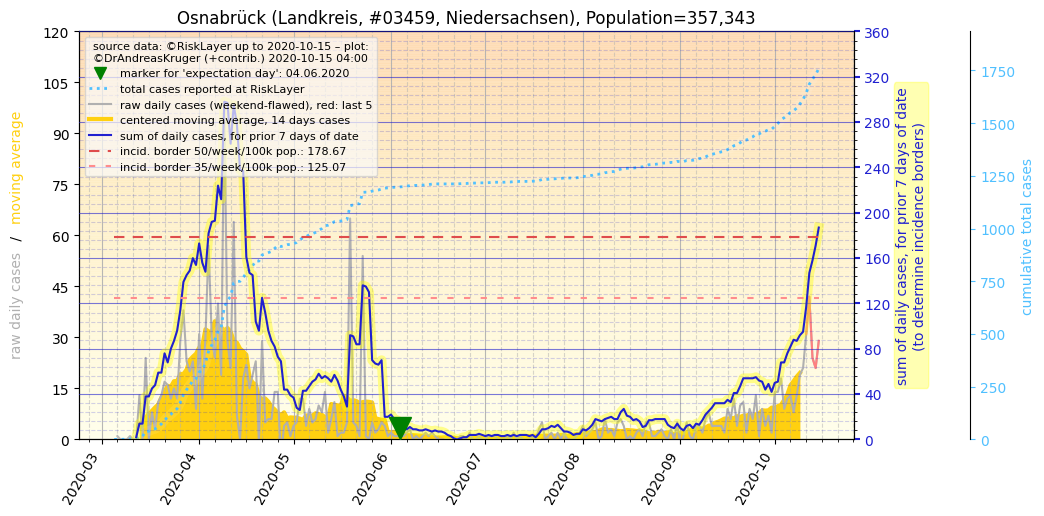 Osnabrück (Landkreis, #03459, Niedersachsen), Population=357,343
source data: ©RiskLayer up to 2020-10-15 – plot:
©DrAndreasKruger (+contrib.) 2020-10-15 04:00
marker for 'expectation day': 04.06.2020
total cases reported at RiskLayer
raw daily cases (weekend-flawed), red: last 5
centered moving average, 14 days cases
sum of daily cases, for prior 7 days of date
incid. border 50/week/100k pop.: 178.67
incid. border 35/week/100k pop.: 125.07
raw daily cases / moving average
120
105
90
75
60
45
30
15
0
360
320
280
240
200
160
120
80
40
0
sum of daily cases, for prior 7 days of date
(to determine incidence borders)
1750
1500
1250
1000
750
500
250
0
cumulative total cases
2020-03
2020-04
2020-05
2020-06
2020-07
2020-08
2020-09
2020-10